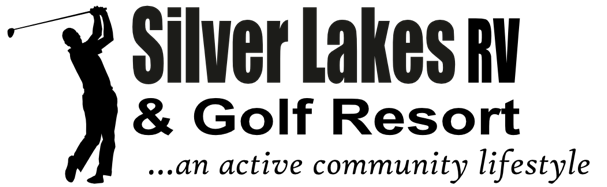 Silver Lakes RV
& Golf Resort
...an active community lifestyle